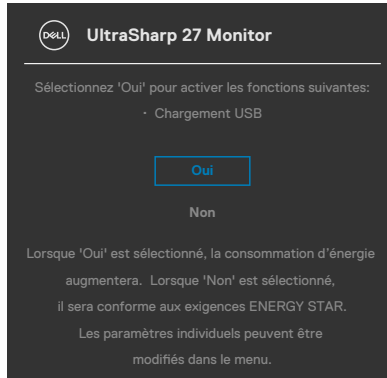 DELL UltraSharp 27 Monitor
Sélectionnez 'Oui' pour activer les fonctions suivantes:
· Chargement USB
Oui
Non
Lorsque 'Oui' est sélectionné, la consommation d’énergie
augmentera. Lorsque 'Non' est sélectionné,
il sera conforme aux exigences ENERGY STAR.
Les paramètres individuels peuvent être
modifiés dans le menu.